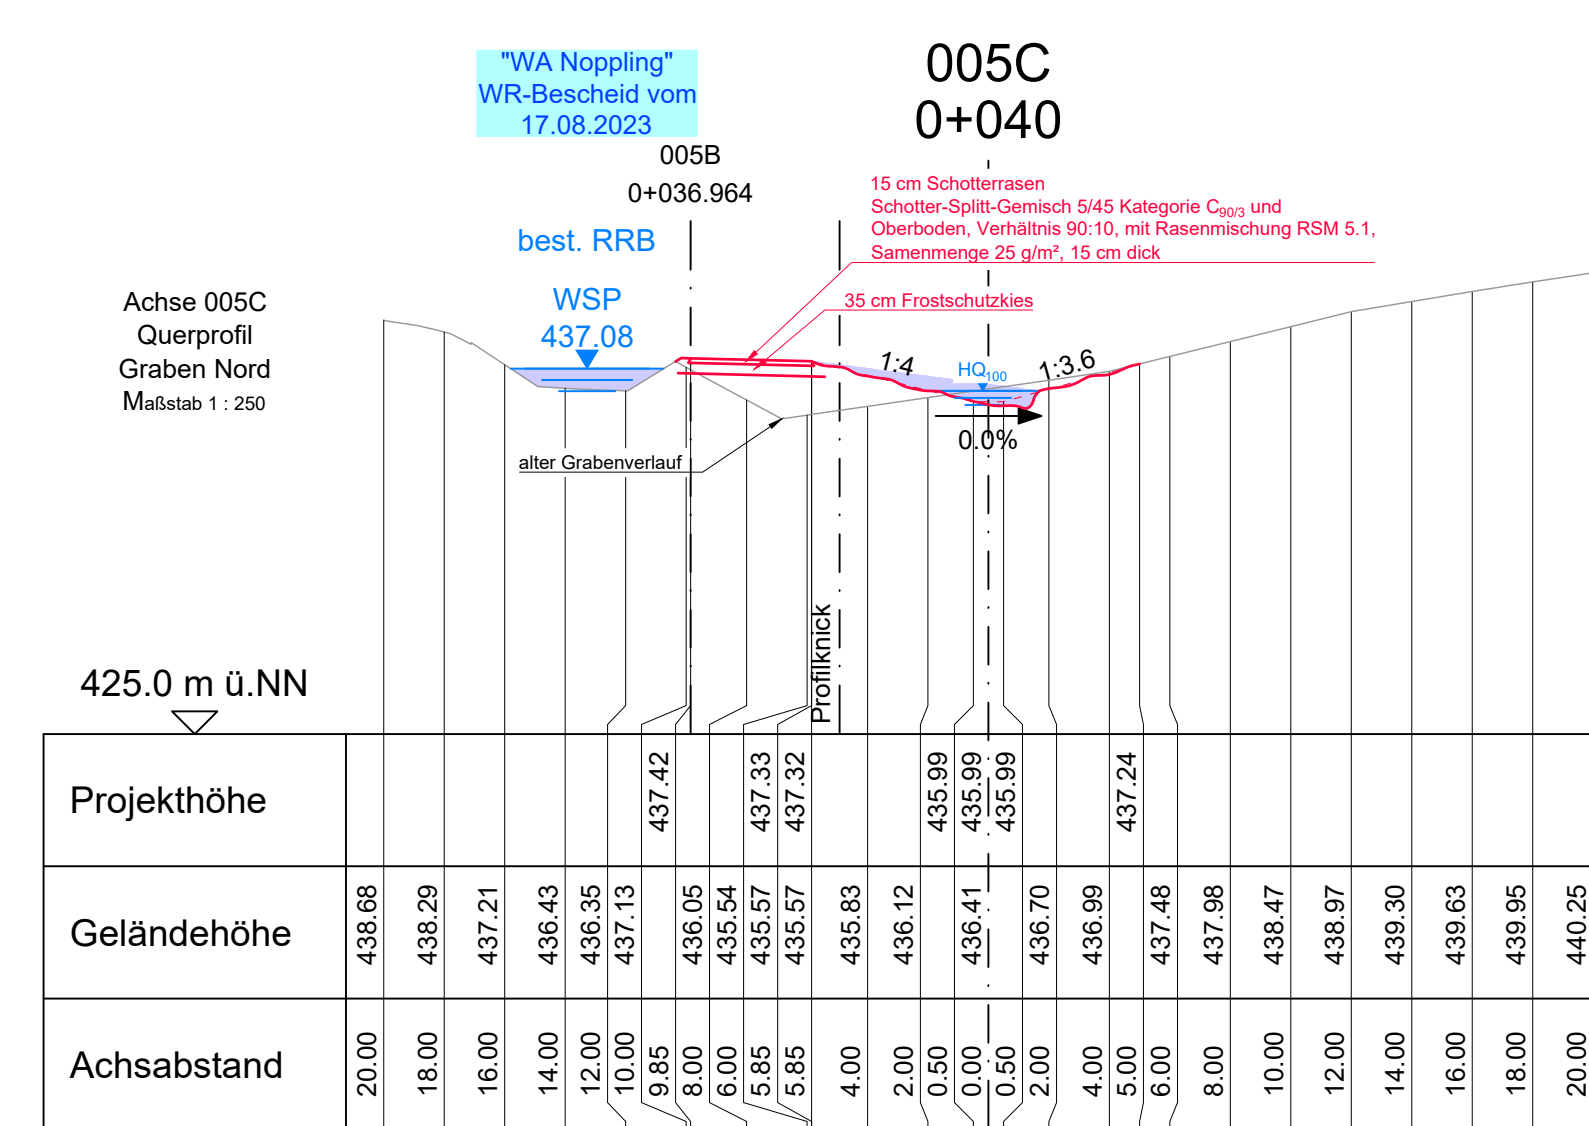 "WA Noppling"
WR-Bescheid vom
17.08.2023
005C
0+040
005B
0+036.964
15 cm Schotterrasen
Schotter-Splitt-Gemisch 5/45 Kategorie C90/3 und
Oberboden, Verhältnis 90:10, mit Rasenmischung RSM 5.1,
Samenmenge 25 g/m², 15 cm dick
best. RRB
WSP
437.08
35 cm Frostschutzkies
Achse 005C
Querprofil
Graben Nord
Maßstab 1 : 250
1:4
HQ100
1:3.6
0.0%
alter Grabenverlauf
Profilknick
425.0 m ü.NN
Projekthöhe
437.42 437.33 437.32 435.99 435.99 435.99 437.24
Geländehöhe
438.68 438.29 437.21 436.43 436.35 437.13 436.05 435.54 435.57 435.57 435.83 436.12 436.41 436.70 436.99 437.48 437.98 438.47 438.97 439.30 439.63 439.95 440.25
Achsabstand
20.00 18.00 16.00 14.00 12.00 10.00 9.85 8.00 6.00 5.85 5.85 4.00 2.00 0.50 0.00 0.50 2.00 4.00 5.00 6.00 8.00 10.00 12.00 14.00 16.00 18.00 20.00